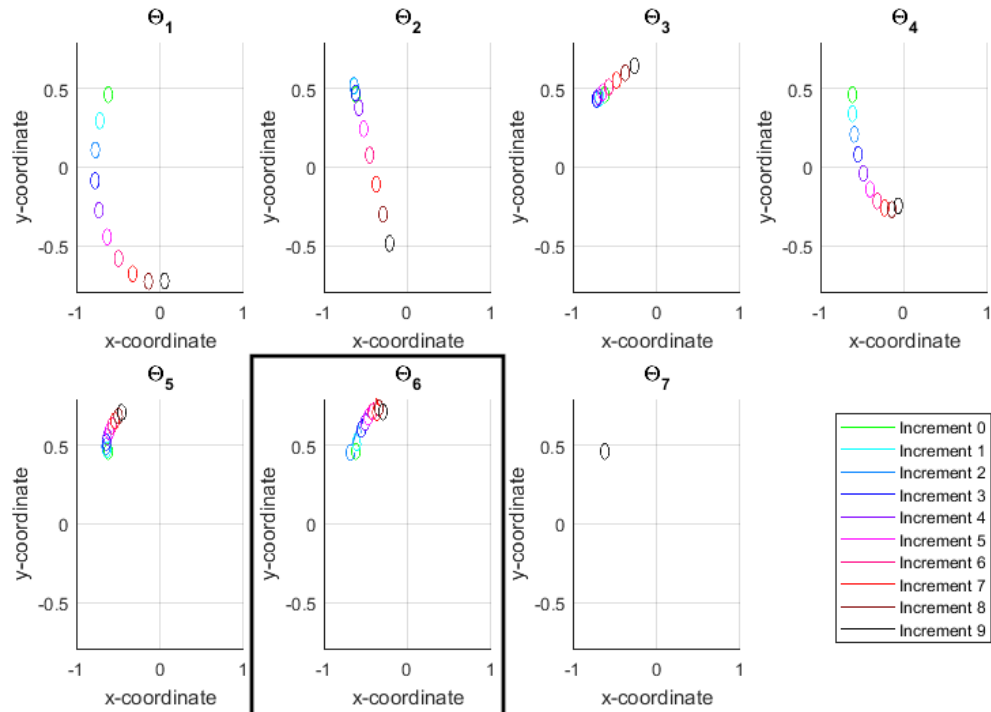 Θ1
Θ2
Θ3
Θ4
y-coordinate
0.5
0
-0.5
-1
0
1
x-coordinate
y-coordinate
0.5
0
-0.5
-1
0
1
x-coordinate
y-coordinate
0.5
0
-0.5
-1
0
1
x-coordinate
y-coordinate
0.5
0
-0.5
-1
0
1
x-coordinate
Θ5
Θ6
Θ7
y-coordinate
0.5
0
-0.5
-1
0
1
x-coordinate
y-coordinate
0.5
0
-0.5
-1
0
1
x-coordinate
y-coordinate
0.5
0
-0.5
-1
0
1
x-coordinate
Increment 0
Increment 1
Increment 2
Increment 3
Increment 4
Increment 5
Increment 6
Increment 7
Increment 8
Increment 9